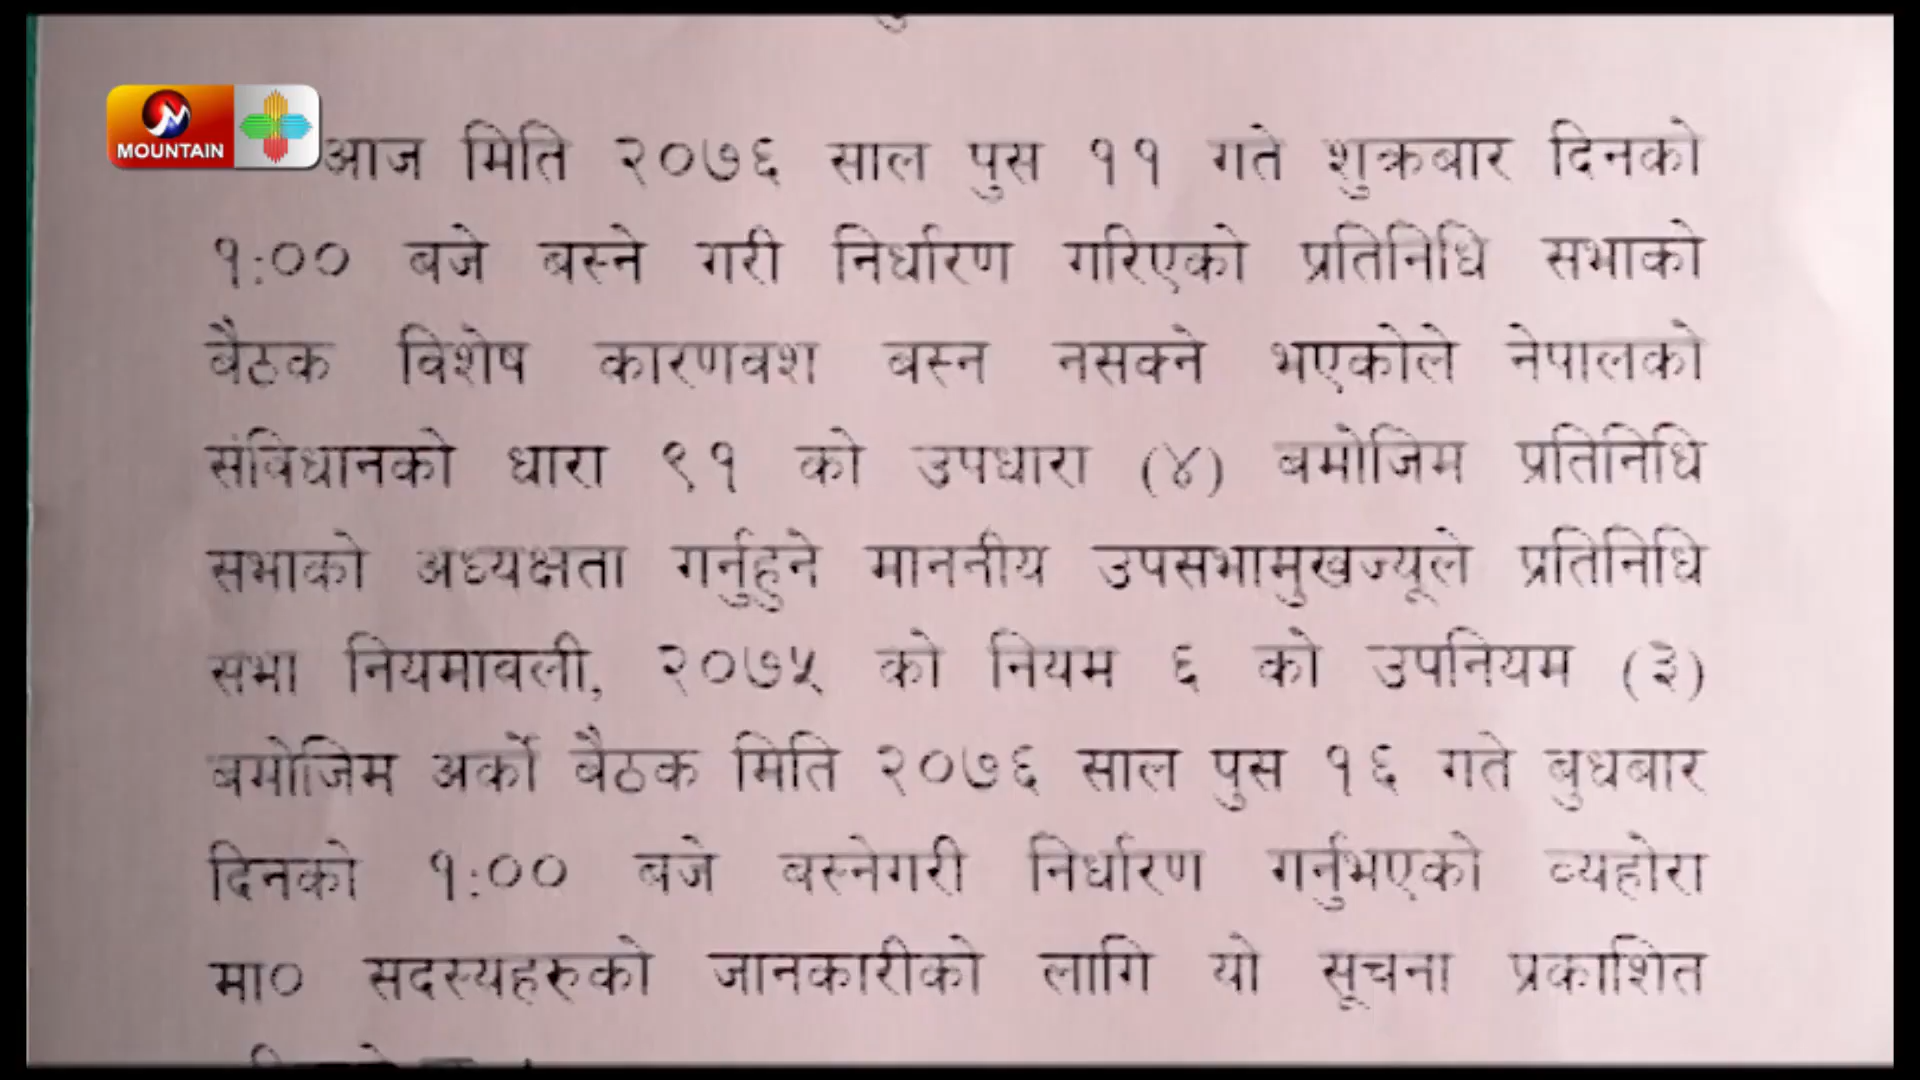 MOUNTAIN
आज मिति २०७६ साल पुस ११ गते शुक्रबार दिनको
१:०० बजे बस्ने गरी निर्धारण गरिएको प्रतिनिधि सभाको
बैठक विशेष कारणवश बस्न नसक्ने भएकोले नेपालको
संविधानको धारा ९१ को उपधारा (४) बमोजिम प्रतिनिधि
सभाको अध्यक्षता गर्नुहुने माननीय उपसभामुखज्यूले प्रतिनिधि
सभा नियमावली, २०७५ को नियम ६ को उपनियम (३)
बमोजिम अर्को बैठक मिति २०७६ साल पुस १६ गते बुधबार
दिनको १:०० बजे बस्नेगरी निर्धारण गर्नुभएको व्यहोरा
मा० सदस्यहरुको जानकारीको लागि यो सूचना प्रकाशित